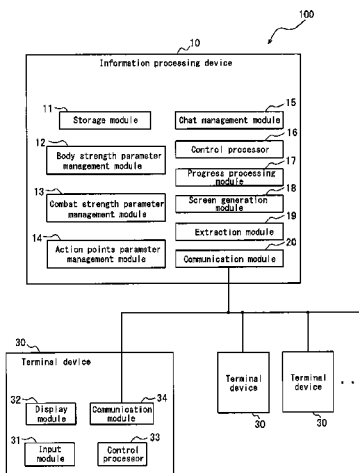 100
10
Information processing device
11
Storage module
12
Body strength parameter
management module
13
Combat strength parameter
management module
14
Action points parameter
management module
15
Chat management module
16
Control processor
17
Progress processing
module
18
Screen generation
module
19
Extraction module
20
Communication module
30
Terminal device
32
Display
module
34
Communication
module
31
Input
module
33
Control
processor
Terminal
device
30
Terminal
device
30
. .